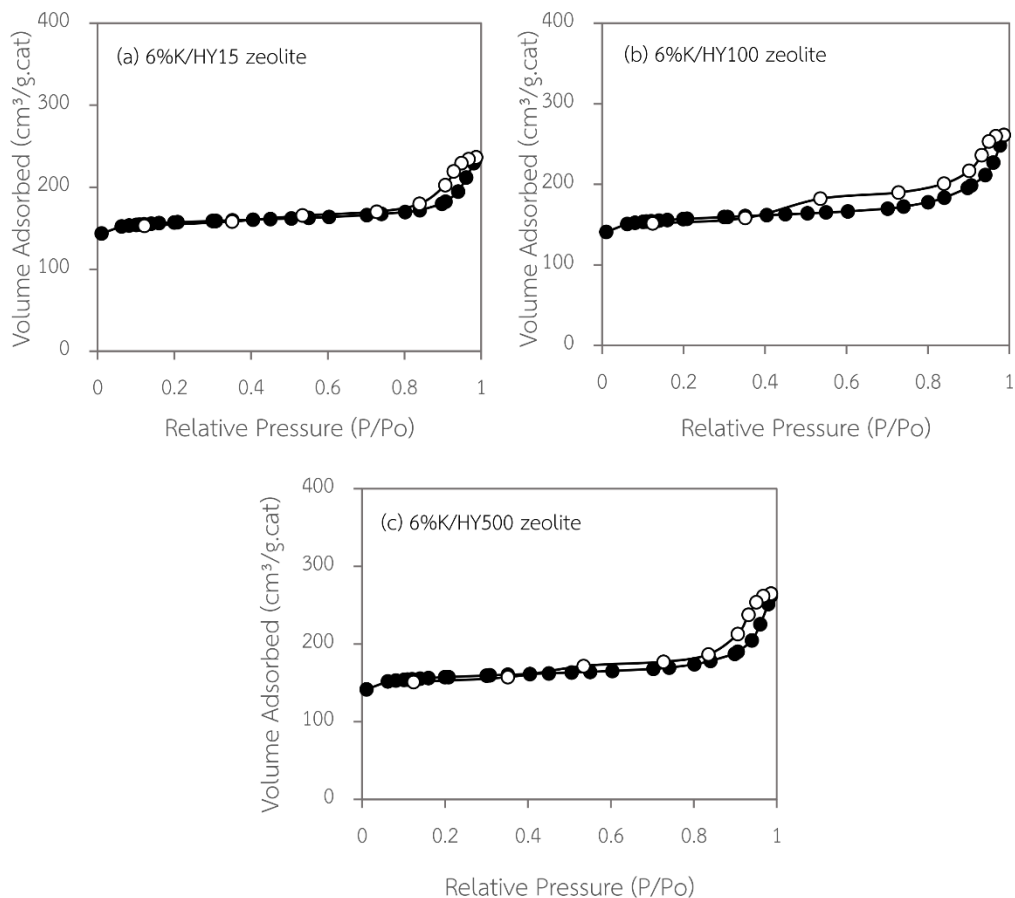 400
300
200
100
0
Volume Adsorbed (cm³/g.cat)
(a) 6%K/HY15 zeolite
0 0.2 0.4 0.6 0.8 1
Relative Pressure (P/Po)
400
300
200
100
0
Volume Adsorbed (cm³/g.cat)
(b) 6%K/HY100 zeolite
0 0.2 0.4 0.6 0.8 1
Relative Pressure (P/Po)
400
300
200
100
0
Volume Adsorbed (cm³/g.cat)
(c) 6%K/HY500 zeolite
0 0.2 0.4 0.6 0.8 1
Relative Pressure (P/Po)